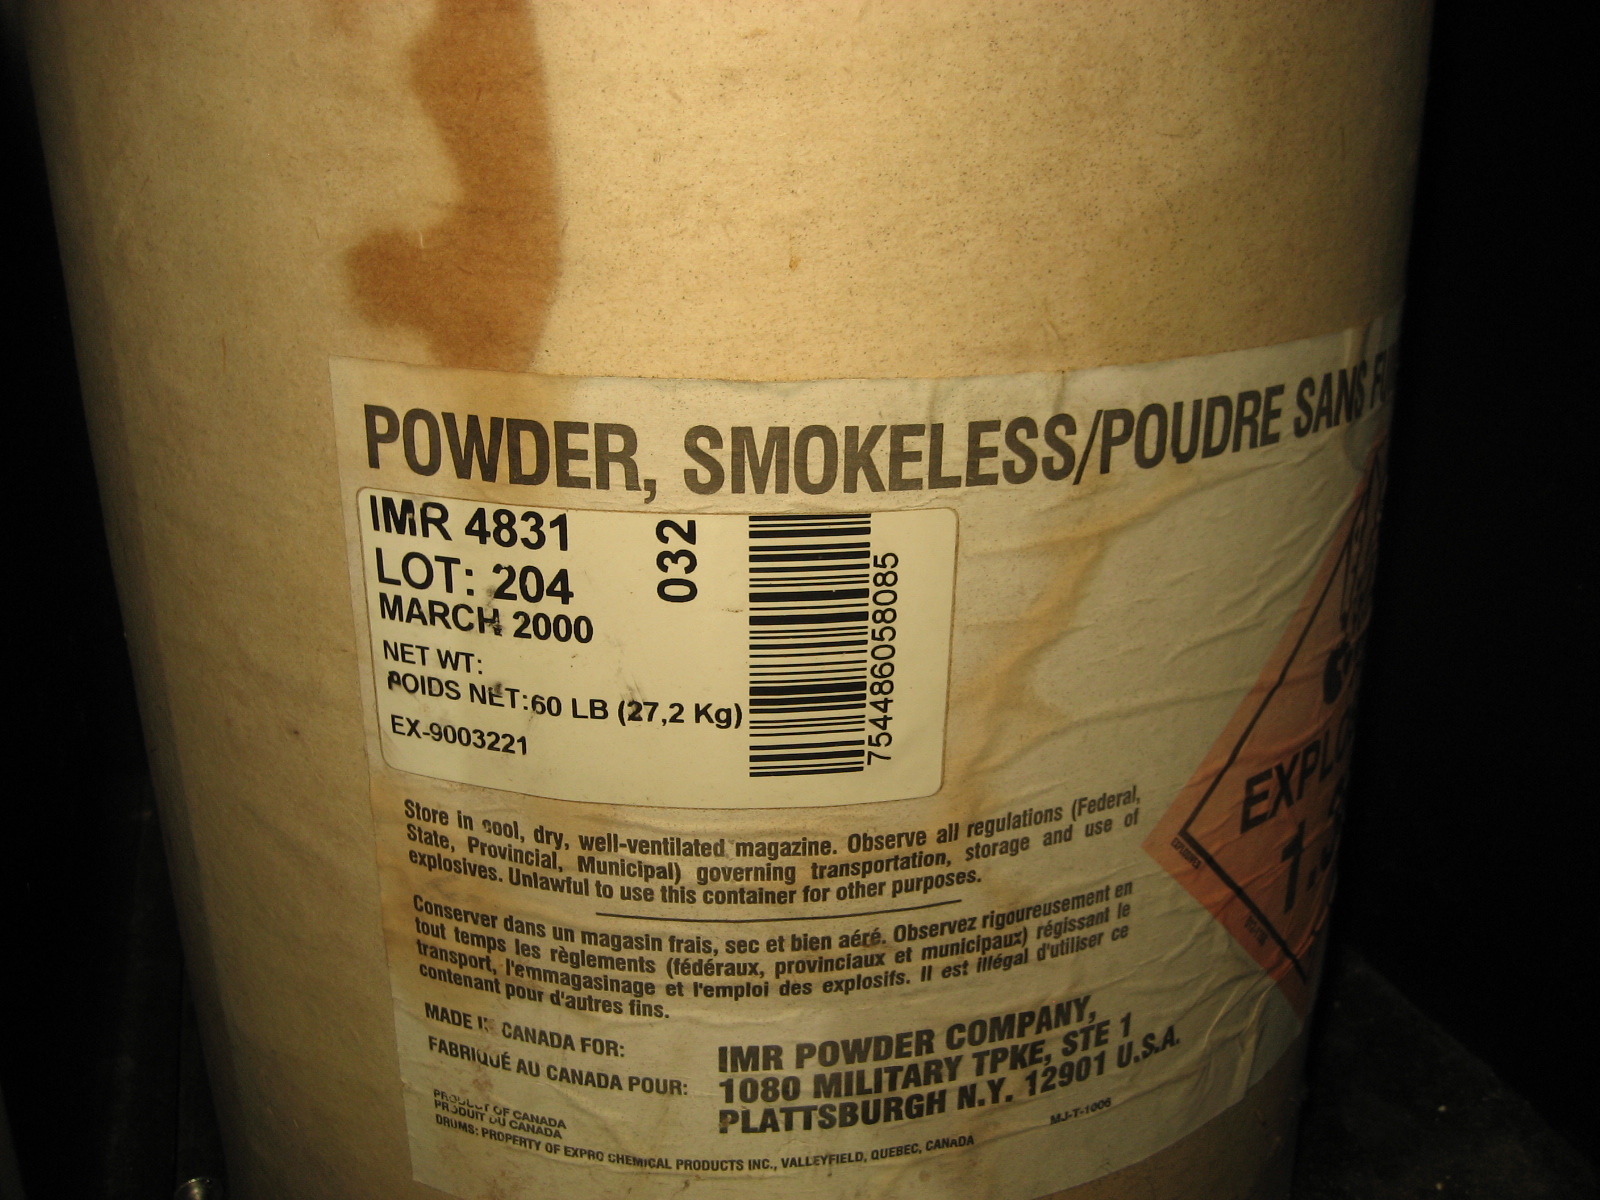 POWDER, SMOKELESS/POUDRE SANS
IMR 4831
032
LOT: 204
MARCH 2000
NET WT:
POIDS NET:60 LB (27,2 Kg)
EX-9003221
754486058085
Store in cool, dry, well-ventilated magazine. Observe all regulations (Federal,
State, Provincial, Municipal) governing transportation, storage and use of
explosives. Unlawful to use this container for other purposes.
Conserver dans un magasin frais, sec et bien aéré. Observez rigoureusement en
tout temps les règlements (fédéraux, provinciaux et municipaux) régissant le
transport, l'emmagasinage et l'emploi des explosifs. Il est illégal d'utiliser ce
contenant pour d'autres fins.
MADE IN CANADA FOR:
FABRIQUÉ AU CANADA POUR:
IMR POWDER COMPANY,
1080 MILITARY TPKE, STE 1
PLATTSBURGH N.Y. 12901 U.S.A.
PRODUCT OF CANADA
PRODUIT DU CANADA
DRUMS: PROPERTY OF EXPRO CHEMICAL PRODUCTS INC., VALLEYFIELD, QUEBEC, CANADA
MJ-T-1006